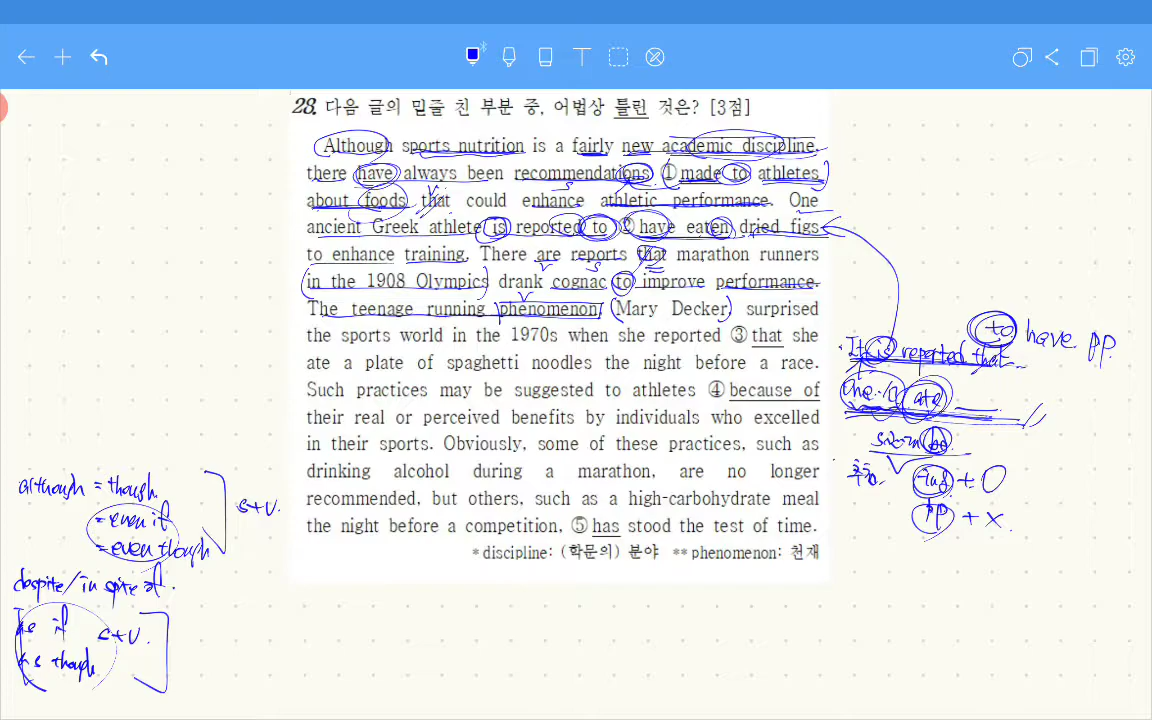 28. 다음 글의 밑줄 친 부분 중, 어법상 틀린 것은? [3점]
Although sports nutrition is a fairly new academic discipline,
there have always been recommendations ① made to athletes
about foods that could enhance athletic performance. One
ancient Greek athlete is reported to ② have eaten dried figs
to enhance training. There are reports that marathon runners
in the 1908 Olympics drank cognac to improve performance.
The teenage running phenomenon, Mary Decker, surprised
the sports world in the 1970s when she reported ③ that she
ate a plate of spaghetti noodles the night before a race.
Such practices may be suggested to athletes ④ because of
their real or perceived benefits by individuals who excelled
in their sports. Obviously, some of these practices, such as
drinking alcohol during a marathon, are no longer
recommended, but others, such as a high-carbohydrate meal
the night before a competition, ⑤ has stood the test of time.
* discipline: (학문의) 분야 ** phenomenon: 천재
to have pp.
It is reported that
One ate
-ing + O
pp + x.
although = though
= even if
= even though
s+v.
despite / in spite of
as if s+v.
as though